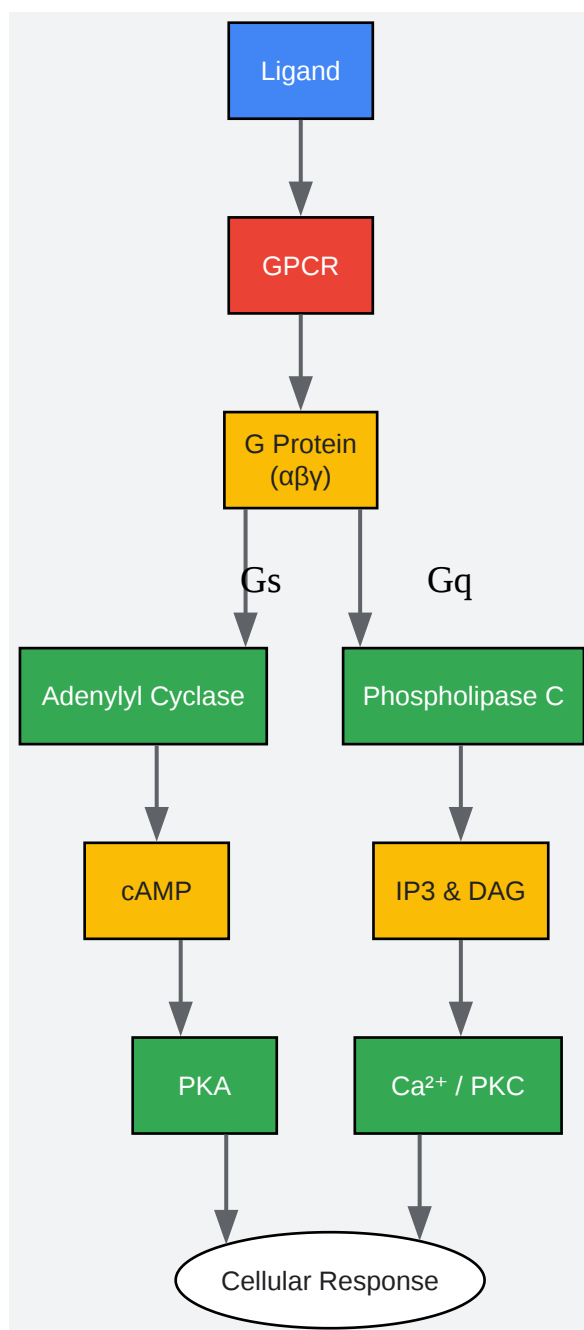 Ligand
GPCR
G Protein
(αβγ)
Gs
Gq
Adenylyl Cyclase
Phospholipase C
cAMP
IP3 & DAG
PKA
Ca²⁺ / PKC
Cellular Response